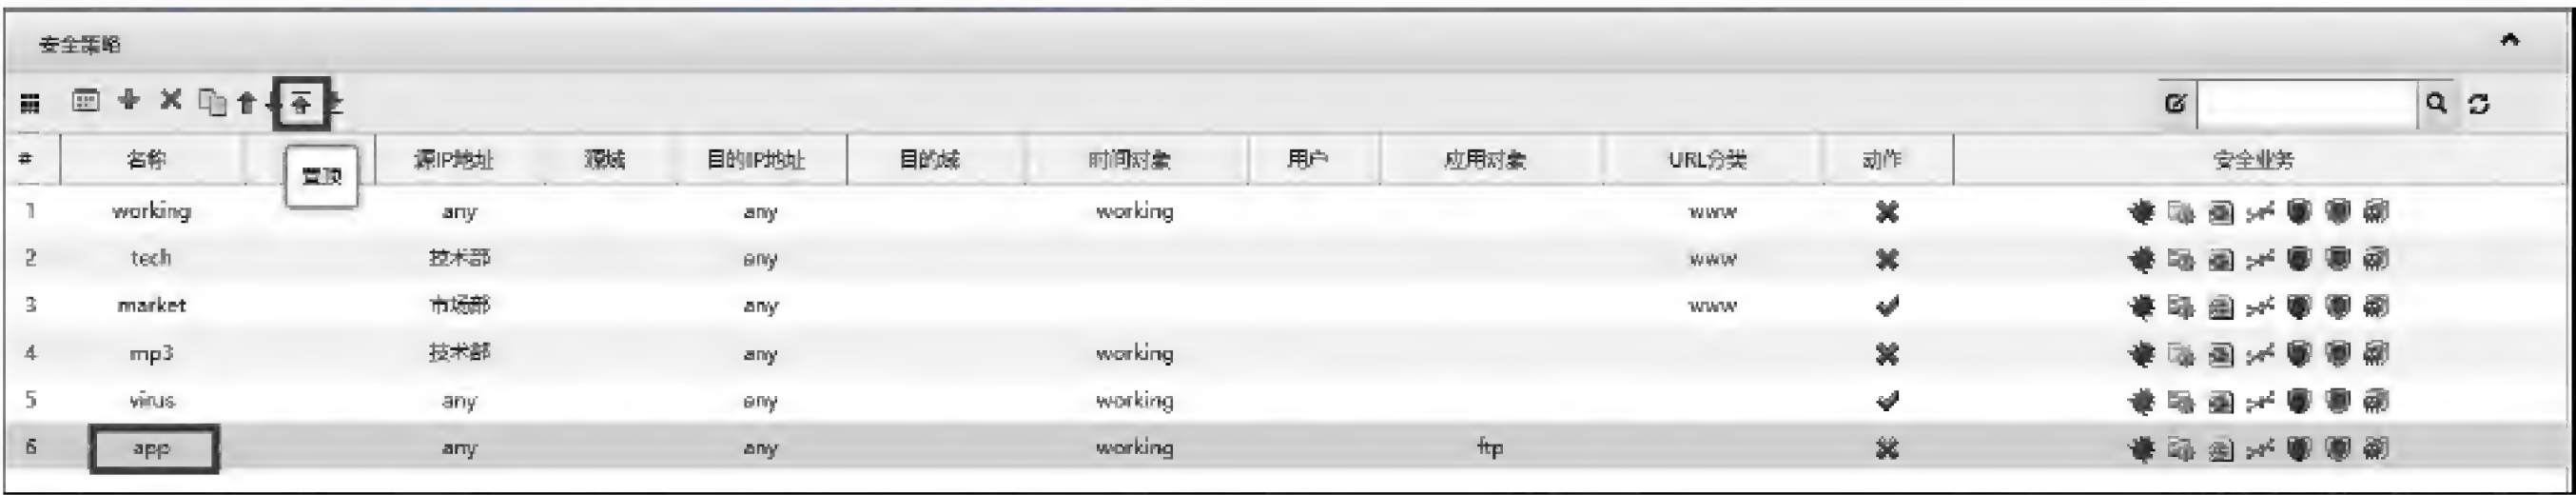 安全策略
# 名称 源IP地址 源域 目的IP地址 目的域 时间对象 用户 应用对象 URL分类 动作 安全业务
置顶
1 working any any working www
2 tech 技术部 any www
3 market 市场部 any www
4 mp3 技术部 any working
5 virus any any working
6 app any any working ftp